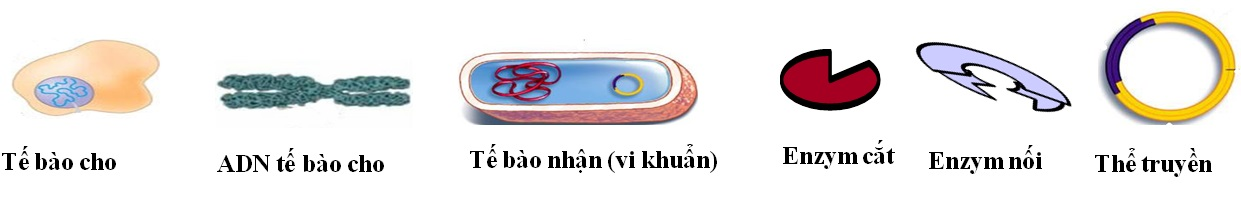 Tế bào cho
ADN tế bào cho
Tế bào nhận (vi khuẩn)
Enzym cắt
Enzym nối
Thể truyền